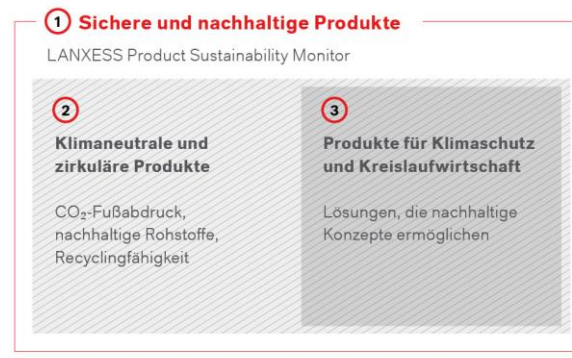 1 Sichere und nachhaltige Produkte
LANXESS Product Sustainability Monitor
2
Klimaneutrale und
zirkuläre Produkte
CO₂-Fußabdruck,
nachhaltige Rohstoffe,
Recyclingfähigkeit
3
Produkte für Klimaschutz
und Kreislaufwirtschaft
Lösungen, die nachhaltige
Konzepte ermöglichen